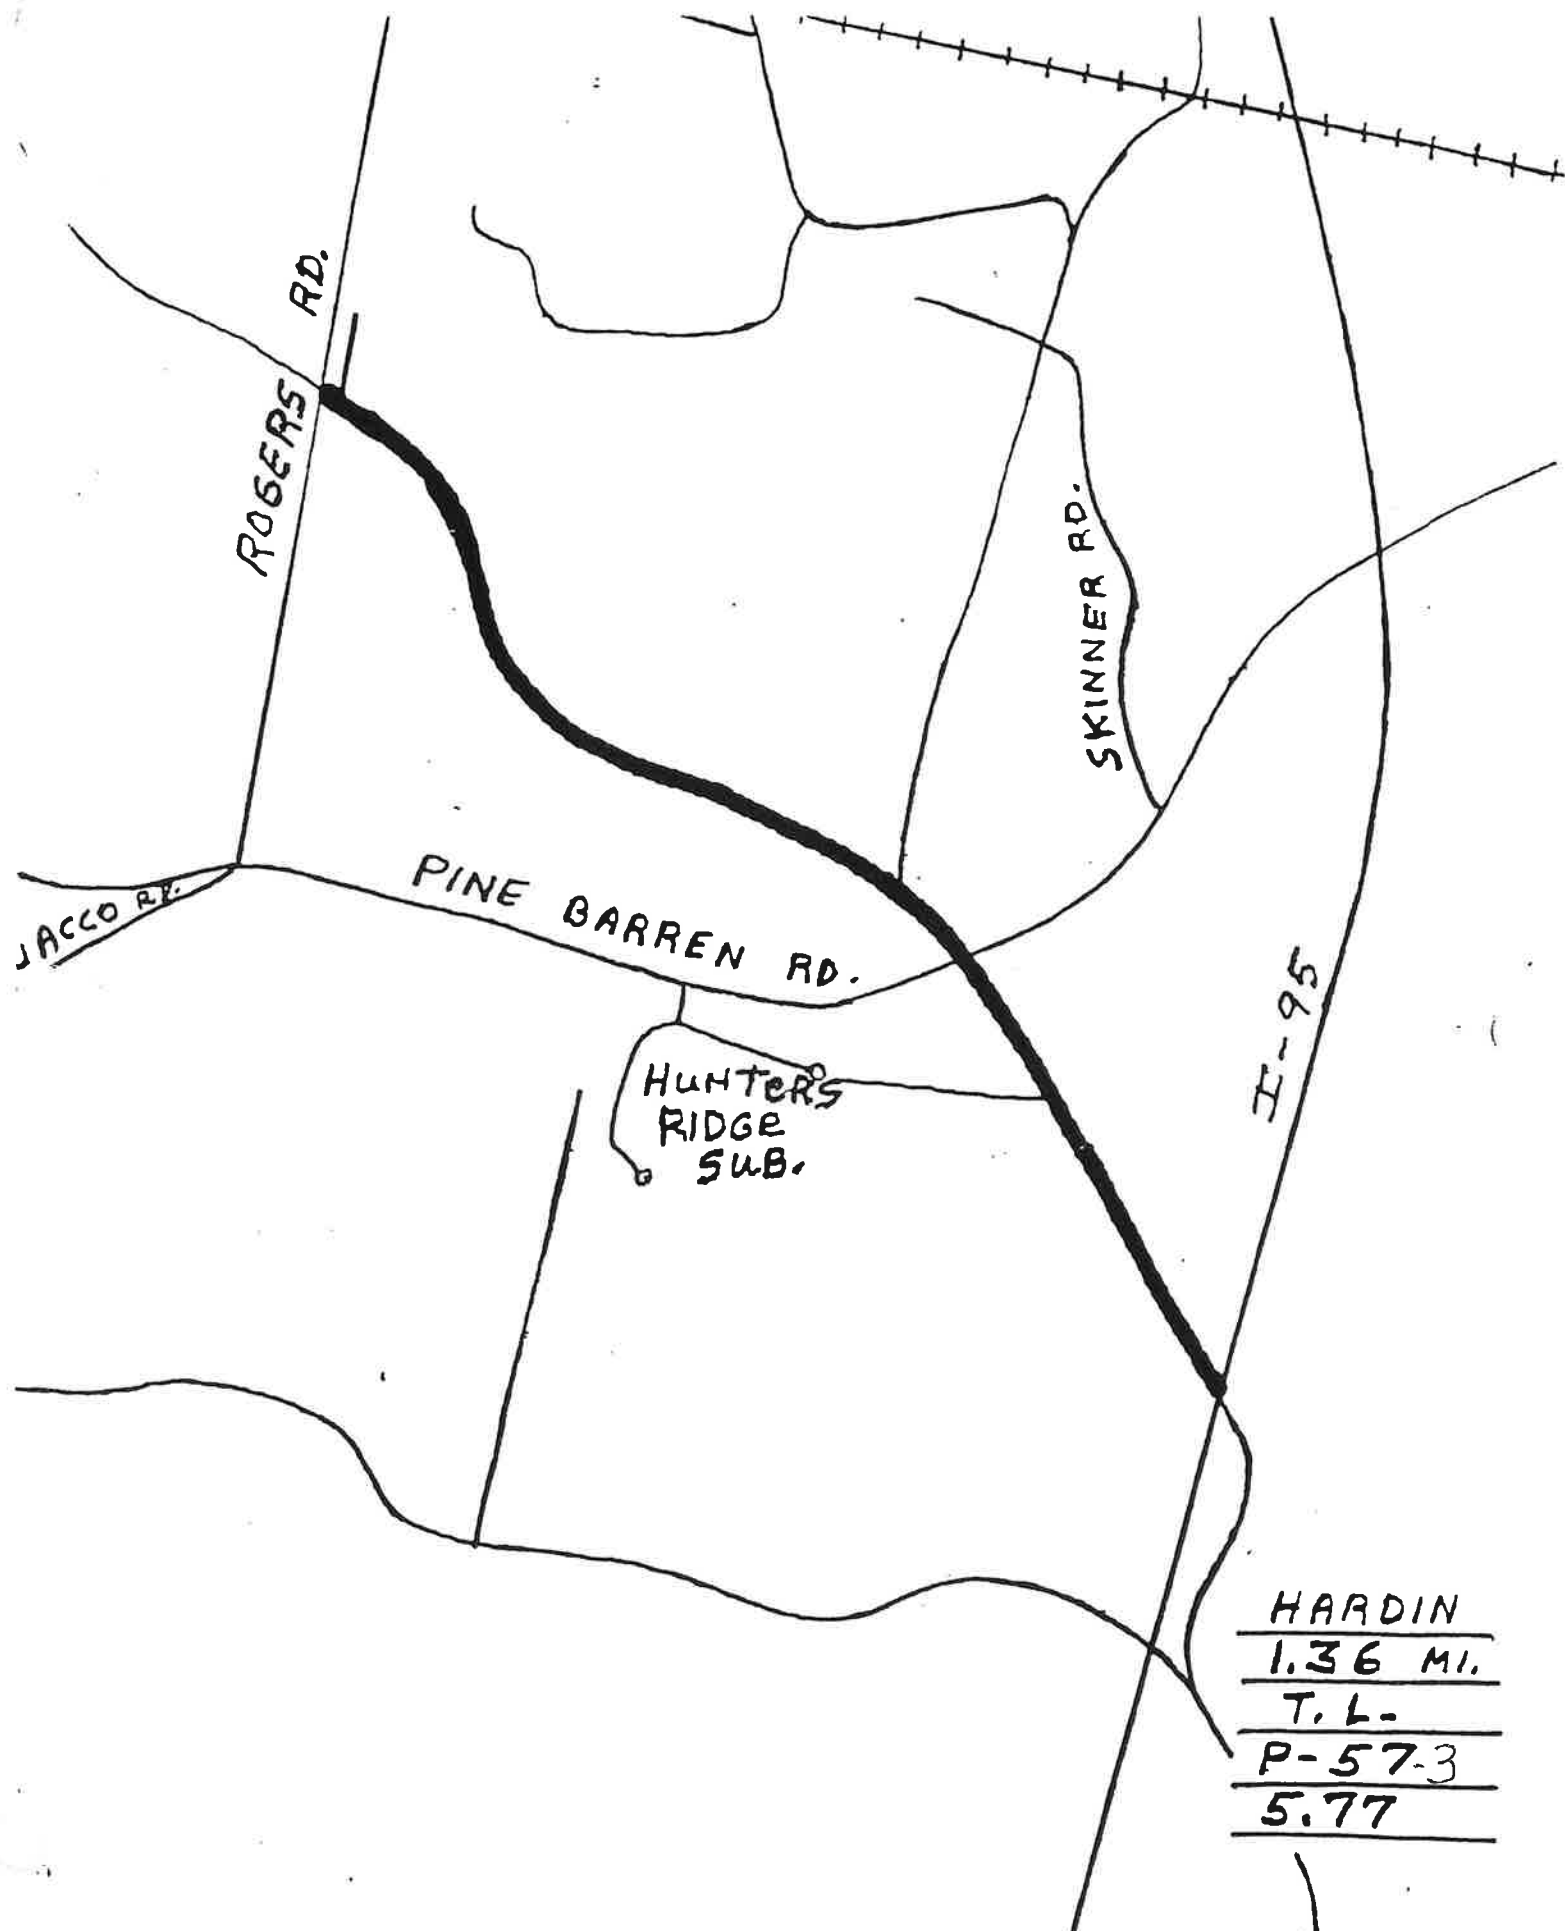 ROGERS RD.
SKINNER RD.
JACCO RD.
PINE BARREN RD.
I-95
HUNTERS
RIDGE
SUB.
HARDIN
1.36 MI.
T. L.
P-57-3
5.77